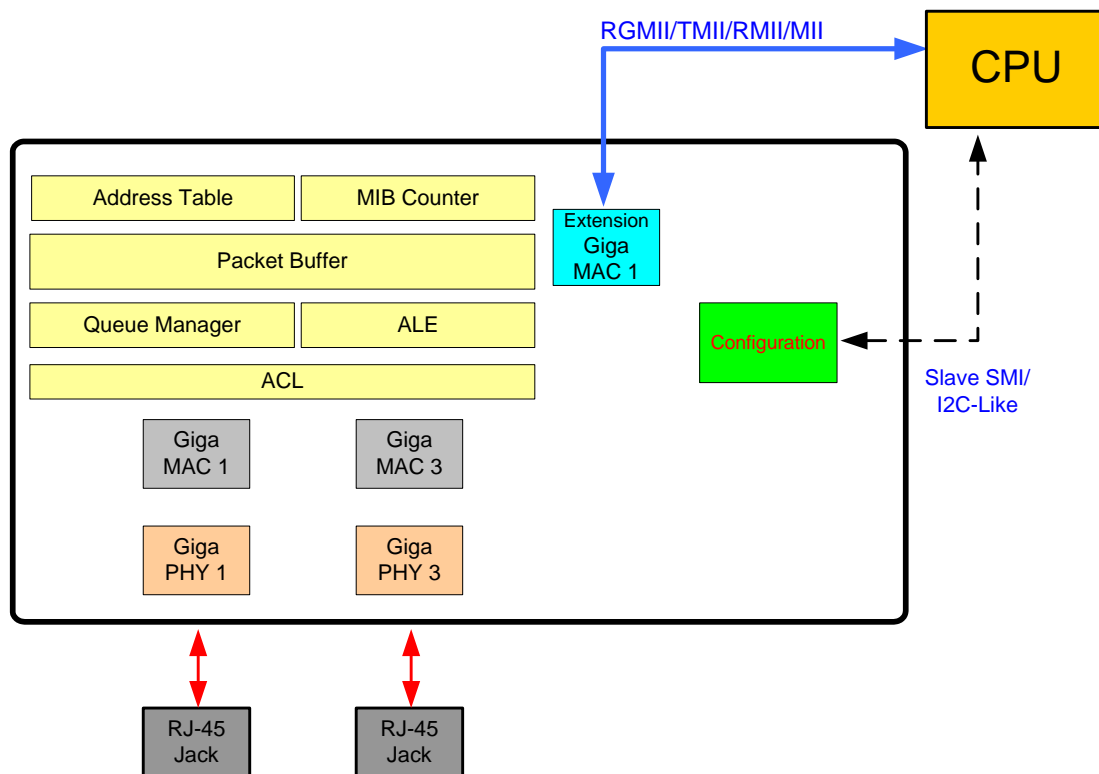 RGMII/TMII/RMII/MII
CPU
Address Table
MIB Counter
Extension
Giga
MAC 1
Packet Buffer
Queue Manager
ALE
Configuration
ACL
Slave SMI/
I2C-Like
Giga
MAC 1
Giga
MAC 3
Giga
PHY 1
Giga
PHY 3
RJ-45
Jack
RJ-45
Jack